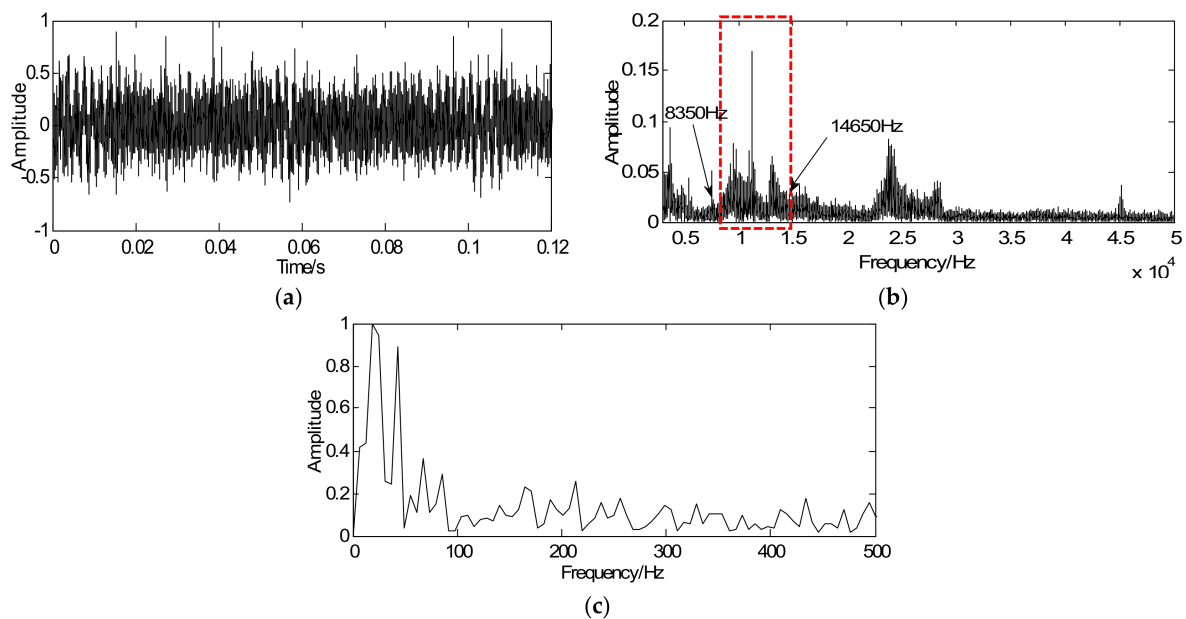 1
0.5
0
-0.5
-1
Amplitude
0 0.02 0.04 0.06 0.08 0.1 0.12
Time/s
(a)
0.2
0.15
0.1
0.05
0
Amplitude
8350Hz
14650Hz
0.5 1 1.5 2 2.5 3 3.5 4 4.5 5
Frequency/Hz
x 10^4
(b)
1
0.8
0.6
0.4
0.2
0
Amplitude
0 100 200 300 400 500
Frequency/Hz
(c)